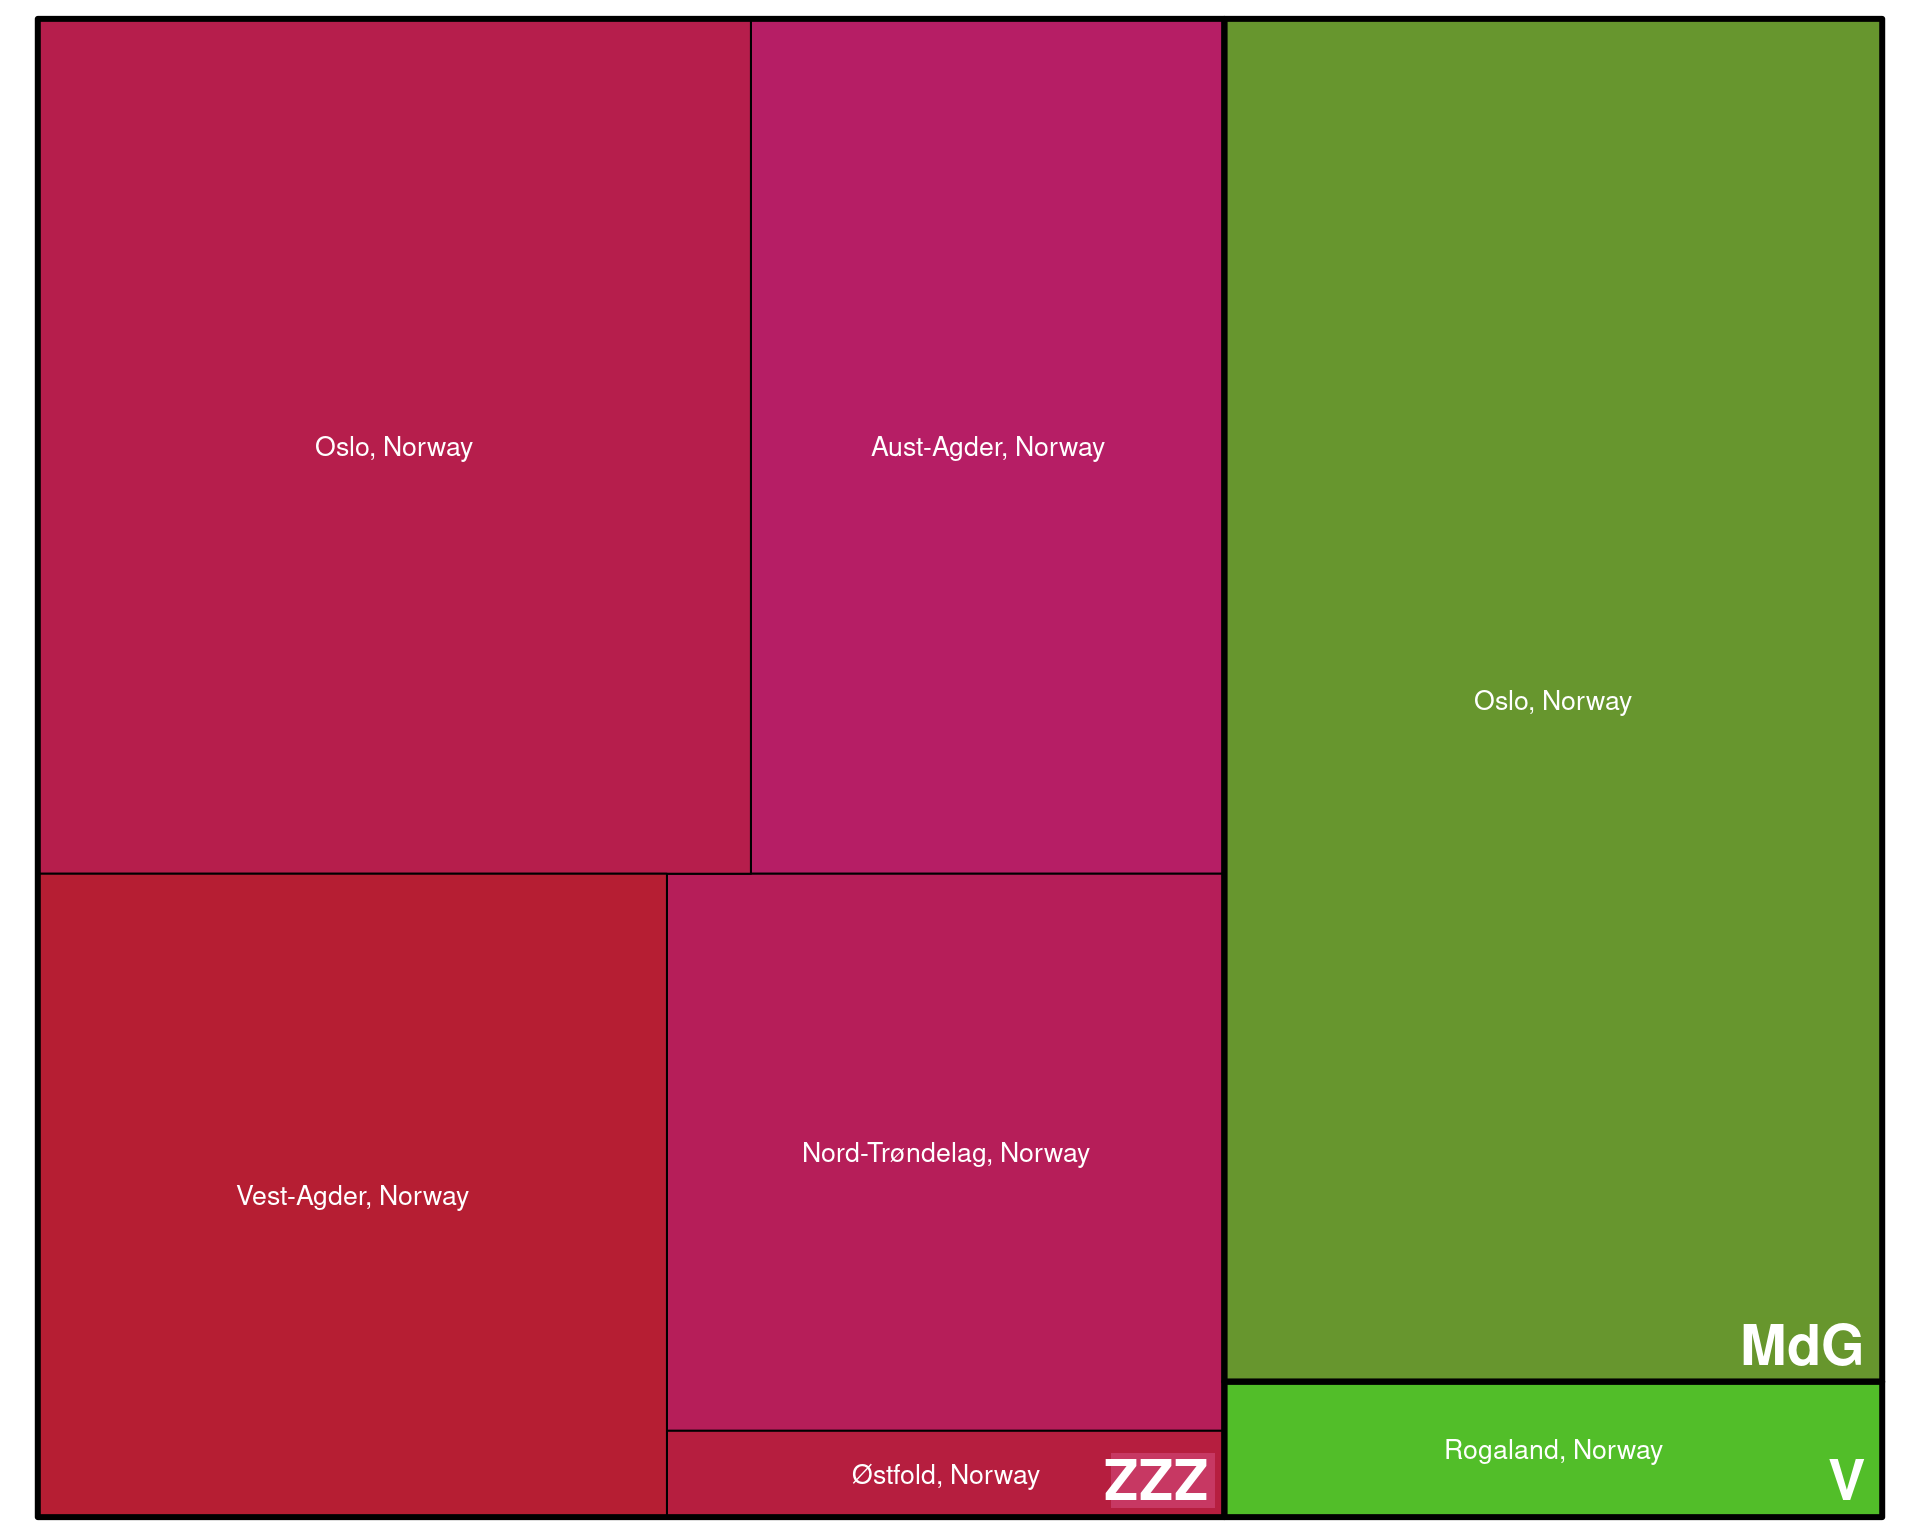 Oslo, Norway
Aust-Agder, Norway
Oslo, Norway
Vest-Agder, Norway
Nord-Trøndelag, Norway
MdG
Østfold, Norway
ZZZ
Rogaland, Norway
V